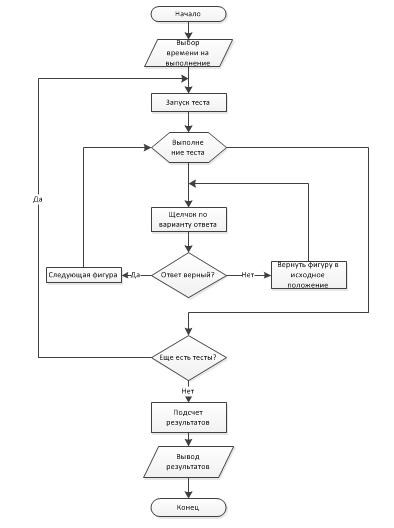 Начало
Выбор
времени на
выполнение
Запуск теста
Выполне
ние теста
Да
Щелчок по
варианту ответа
Следующая фигура
Да
Ответ верный?
Нет
Вернуть фигуру в
исходное
положение
Еще есть тесты?
Нет
Подсчет
результатов
Вывод
результатов
Конец